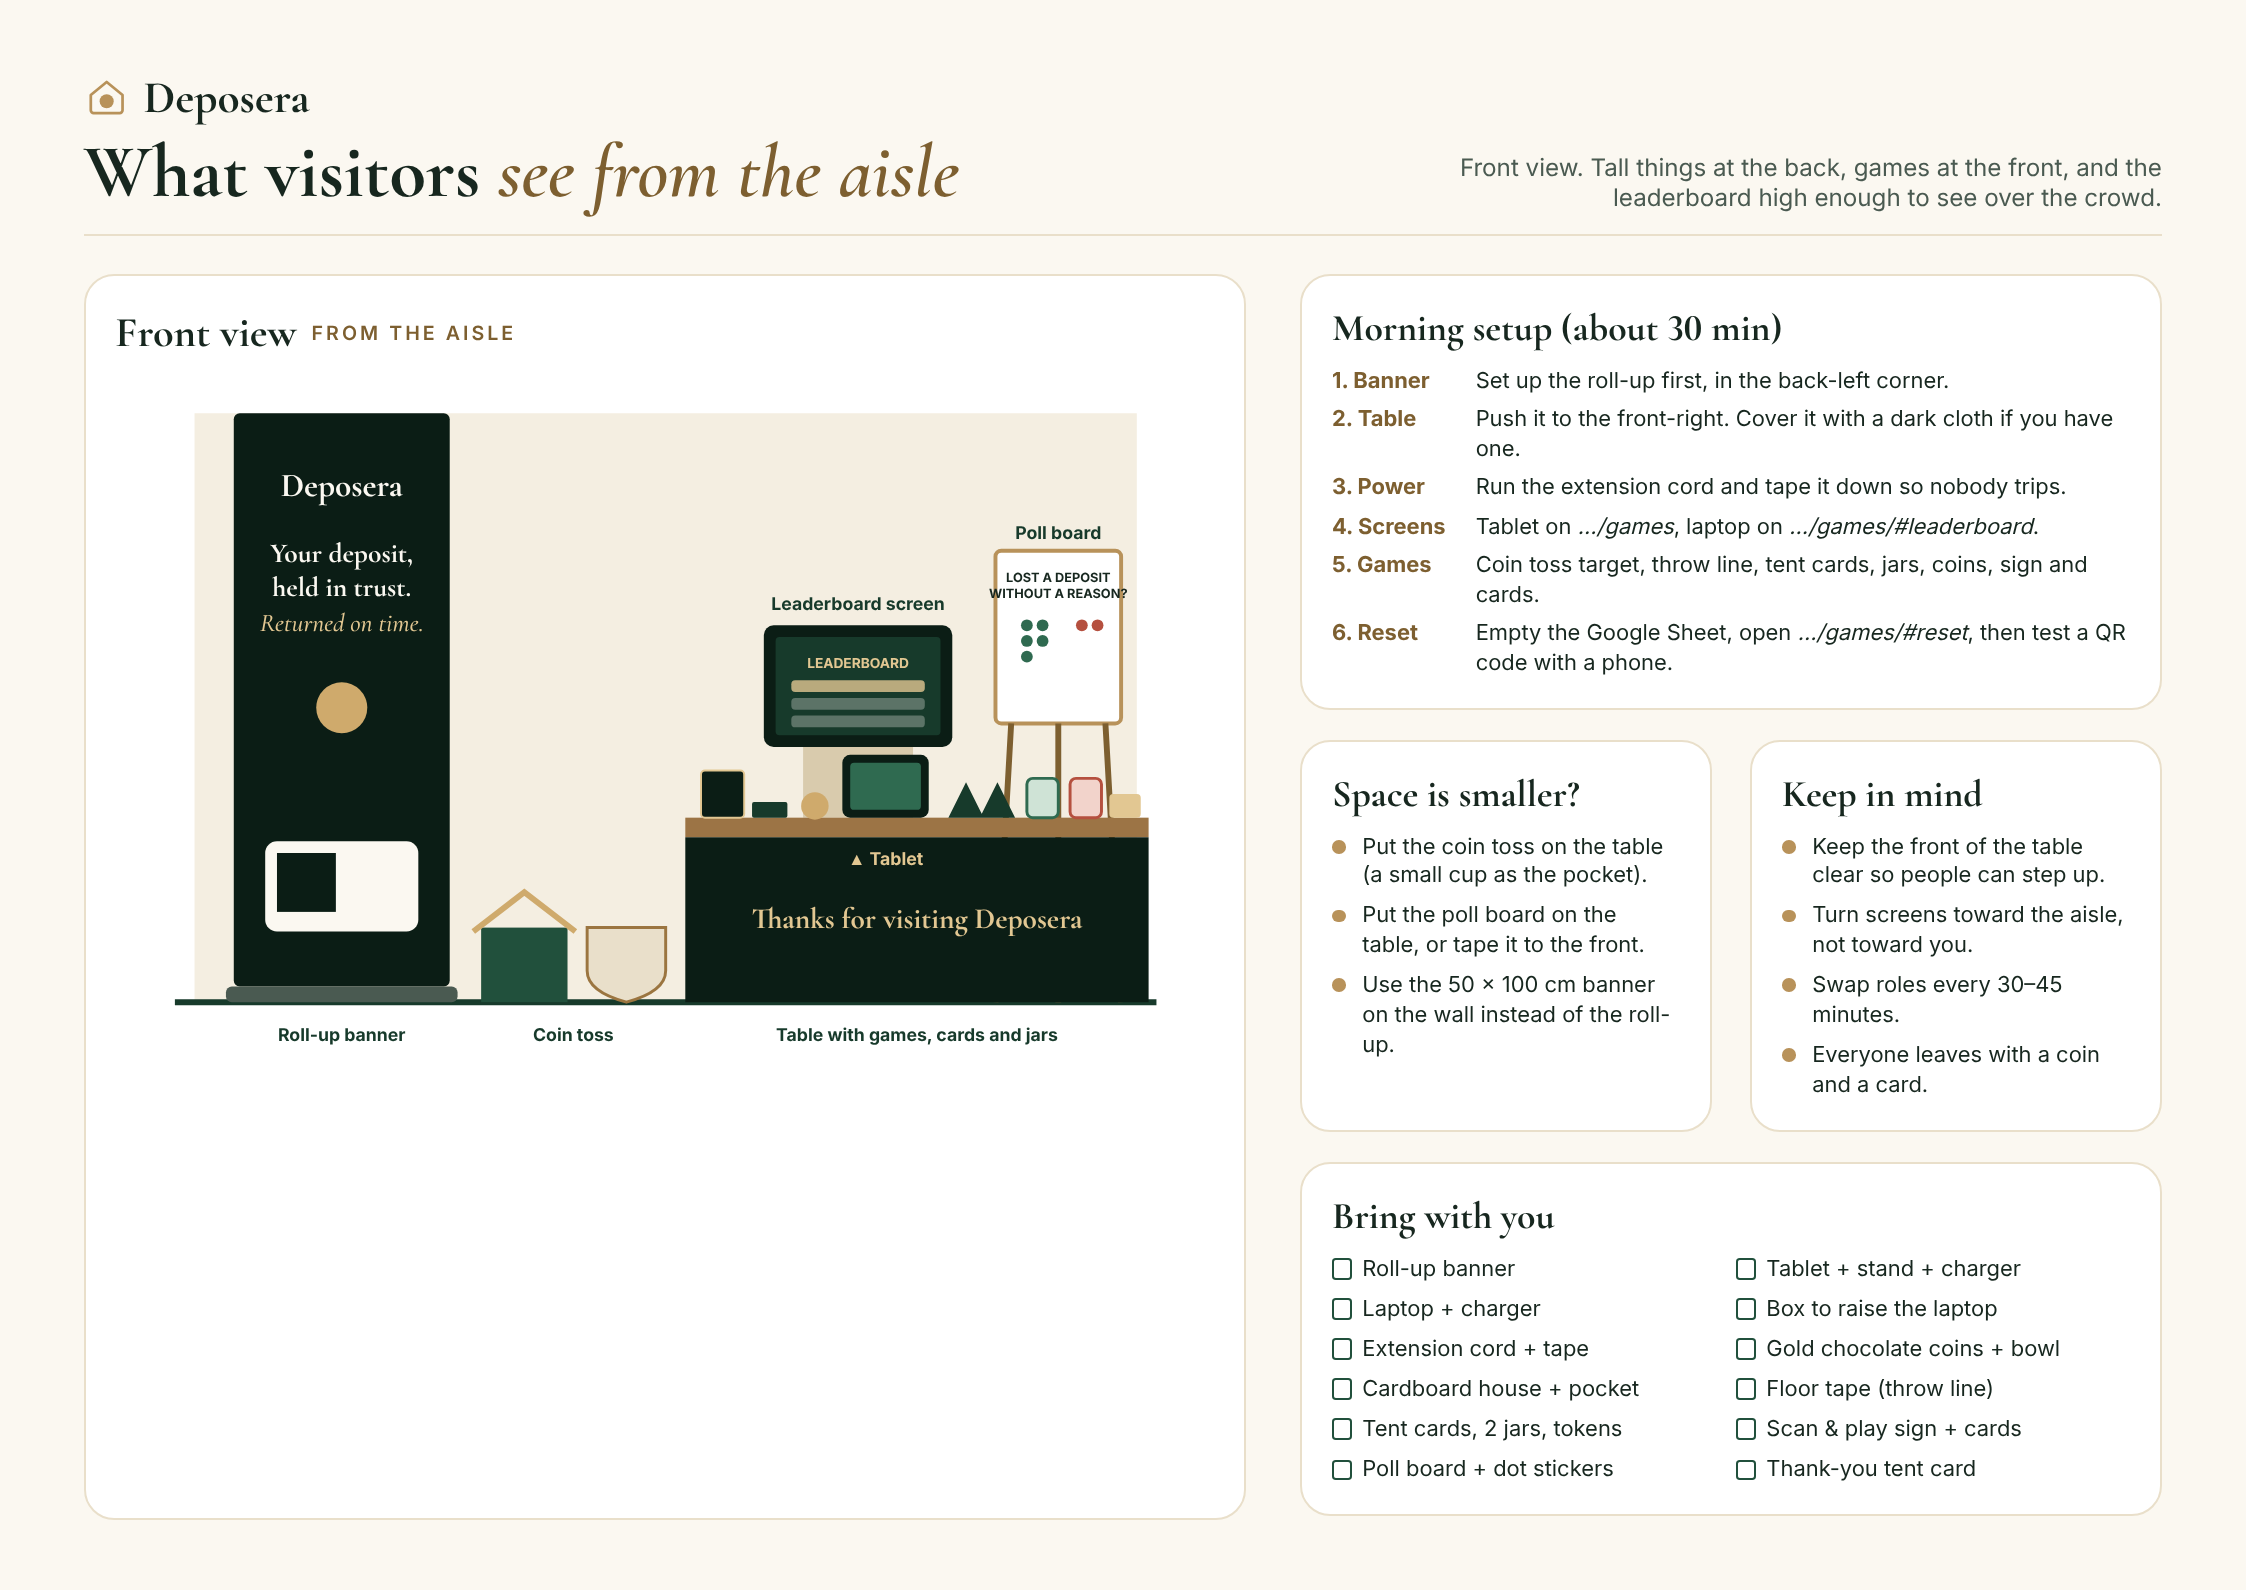 Deposera
What visitors see from the aisle
Front view. Tall things at the back, games at the front, and the
leaderboard high enough to see over the crowd.
Front view FROM THE AISLE
Deposera
Your deposit,
held in trust.
Returned on time.
Poll board
LOST A DEPOSIT
WITHOUT A REASON?
Leaderboard screen
LEADERBOARD
▲ Tablet
Thanks for visiting Deposera
Roll-up banner
Coin toss
Table with games, cards and jars
Morning setup (about 30 min)
1. Banner Set up the roll-up first, in the back-left corner.
2. Table Push it to the front-right. Cover it with a dark cloth if you have
one.
3. Power Run the extension cord and tape it down so nobody trips.
4. Screens Tablet on .../games, laptop on .../games/#leaderboard.
5. Games Coin toss target, throw line, tent cards, jars, coins, sign and
cards.
6. Reset Empty the Google Sheet, open .../games/#reset, then test a QR
code with a phone.
Space is smaller?
Put the coin toss on the table
(a small cup as the pocket).
Put the poll board on the
table, or tape it to the front.
Use the 50 × 100 cm banner
on the wall instead of the roll-
up.
Keep in mind
Keep the front of the table
clear so people can step up.
Turn screens toward the aisle,
not toward you.
Swap roles every 30–45
minutes.
Everyone leaves with a coin
and a card.
Bring with you
Roll-up banner
Laptop + charger
Extension cord + tape
Cardboard house + pocket
Tent cards, 2 jars, tokens
Poll board + dot stickers
Tablet + stand + charger
Box to raise the laptop
Gold chocolate coins + bowl
Floor tape (throw line)
Scan & play sign + cards
Thank-you tent card